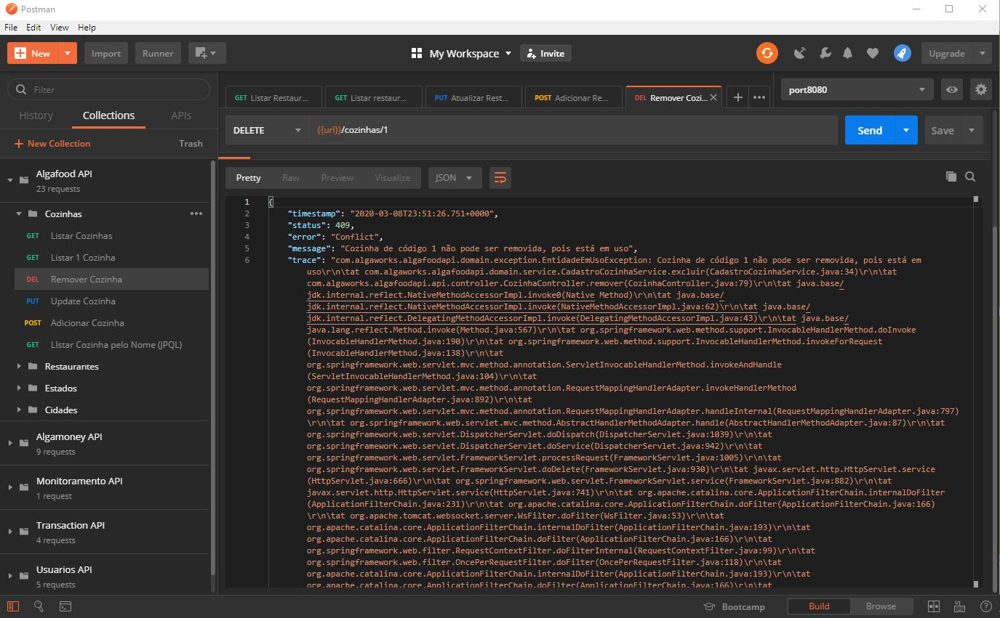 Postman
File Edit View Help
New Import Runner My Workspace Invite Upgrade
Filter
History Collections APIs
New Collection Trash
Algafood API
23 requests
Cozinhas
GET Listar Cozinhas
GET Listar 1 Cozinha
DEL Remover Cozinha
PUT Update Cozinha
POST Adicionar Cozinha
GET LIstar Cozinha pelo Nome (JPQL)
Restaurantes
Estados
Cidades
Algamoney API
9 requests
Monitoramento API
1 request
Transaction API
4 requests
Usuarios API
5 requests
GET Listar Restaur... GET Listar restaur... PUT Atualizar Rest... POST Adicionar Re... DEL Remover Cozi... port8080
DELETE {{url}}/cozinhas/1 Send Save
Pretty Raw Preview Visualize JSON
1 {
2 "timestamp": "2020-03-08T23:51:26.751+0000",
3 "status": 409,
4 "error": "Conflict",
5 "message": "Cozinha de código 1 não pode ser removida, pois está em uso",
6 "trace": "com.algaworks.algafoodapi.domain.exception.EntidadeEmUsoException: Cozinha de código 1 não pode ser removida, pois está em
uso\r\n\tat com.algaworks.algafoodapi.domain.service.CadastroCozinhaService.excluir(CadastroCozinhaService.java:34)\r\n\tat
com.algaworks.algafoodapi.api.controller.CozinhaController.remover(CozinhaController.java:79)\r\n\tat java.base/
jdk.internal.reflect.NativeMethodAccessorImpl.invoke0(Native Method)\r\n\tat java.base/
jdk.internal.reflect.NativeMethodAccessorImpl.invoke(NativeMethodAccessorImpl.java:62)\r\n\tat java.base/
jdk.internal.reflect.DelegatingMethodAccessorImpl.invoke(DelegatingMethodAccessorImpl.java:43)\r\n\tat java.base/
java.lang.reflect.Method.invoke(Method.java:567)\r\n\tat org.springframework.web.method.support.InvocableHandlerMethod.doInvoke
(InvocableHandlerMethod.java:190)\r\n\tat org.springframework.web.method.support.InvocableHandlerMethod.invokeForRequest
(InvocableHandlerMethod.java:138)\r\n\tat
org.springframework.web.servlet.mvc.method.annotation.ServletInvocableHandlerMethod.invokeAndHandle
(ServletInvocableHandlerMethod.java:104)\r\n\tat
org.springframework.web.servlet.mvc.method.annotation.RequestMappingHandlerAdapter.invokeHandlerMethod
(RequestMappingHandlerAdapter.java:892)\r\n\tat
org.springframework.web.servlet.mvc.method.annotation.RequestMappingHandlerAdapter.handleInternal(RequestMappingHandlerAdapter.java:797)
\r\n\tat org.springframework.web.servlet.mvc.method.AbstractHandlerMethodAdapter.handle(AbstractHandlerMethodAdapter.java:87)\r\n\tat
org.springframework.web.servlet.DispatcherServlet.doDispatch(DispatcherServlet.java:1039)\r\n\tat
org.springframework.web.servlet.DispatcherServlet.doService(DispatcherServlet.java:942)\r\n\tat
org.springframework.web.servlet.FrameworkServlet.processRequest(FrameworkServlet.java:1005)\r\n\tat
org.springframework.web.servlet.FrameworkServlet.doDelete(FrameworkServlet.java:930)\r\n\tat javax.servlet.http.HttpServlet.service
(HttpServlet.java:666)\r\n\tat org.springframework.web.servlet.FrameworkServlet.service(FrameworkServlet.java:882)\r\n\tat
javax.servlet.http.HttpServlet.service(HttpServlet.java:741)\r\n\tat org.apache.catalina.core.ApplicationFilterChain.internalDoFilter
(ApplicationFilterChain.java:231)\r\n\tat org.apache.catalina.core.ApplicationFilterChain.doFilter(ApplicationFilterChain.java:166)
\r\n\tat org.apache.tomcat.websocket.server.WsFilter.doFilter(WsFilter.java:53)\r\n\tat
org.apache.catalina.core.ApplicationFilterChain.internalDoFilter(ApplicationFilterChain.java:193)\r\n\tat
org.apache.catalina.core.ApplicationFilterChain.doFilter(ApplicationFilterChain.java:166)\r\n\tat
org.springframework.web.filter.RequestContextFilter.doFilterInternal(RequestContextFilter.java:99)\r\n\tat
org.springframework.web.filter.OncePerRequestFilter.doFilter(OncePerRequestFilter.java:118)\r\n\tat
org.apache.catalina.core.ApplicationFilterChain.internalDoFilter(ApplicationFilterChain.java:193)\r\n\tat
org.apache.catalina.core.ApplicationFilterChain.doFilter(ApplicationFilterChain.java:166)\r\n\tat
Bootcamp Build Browse